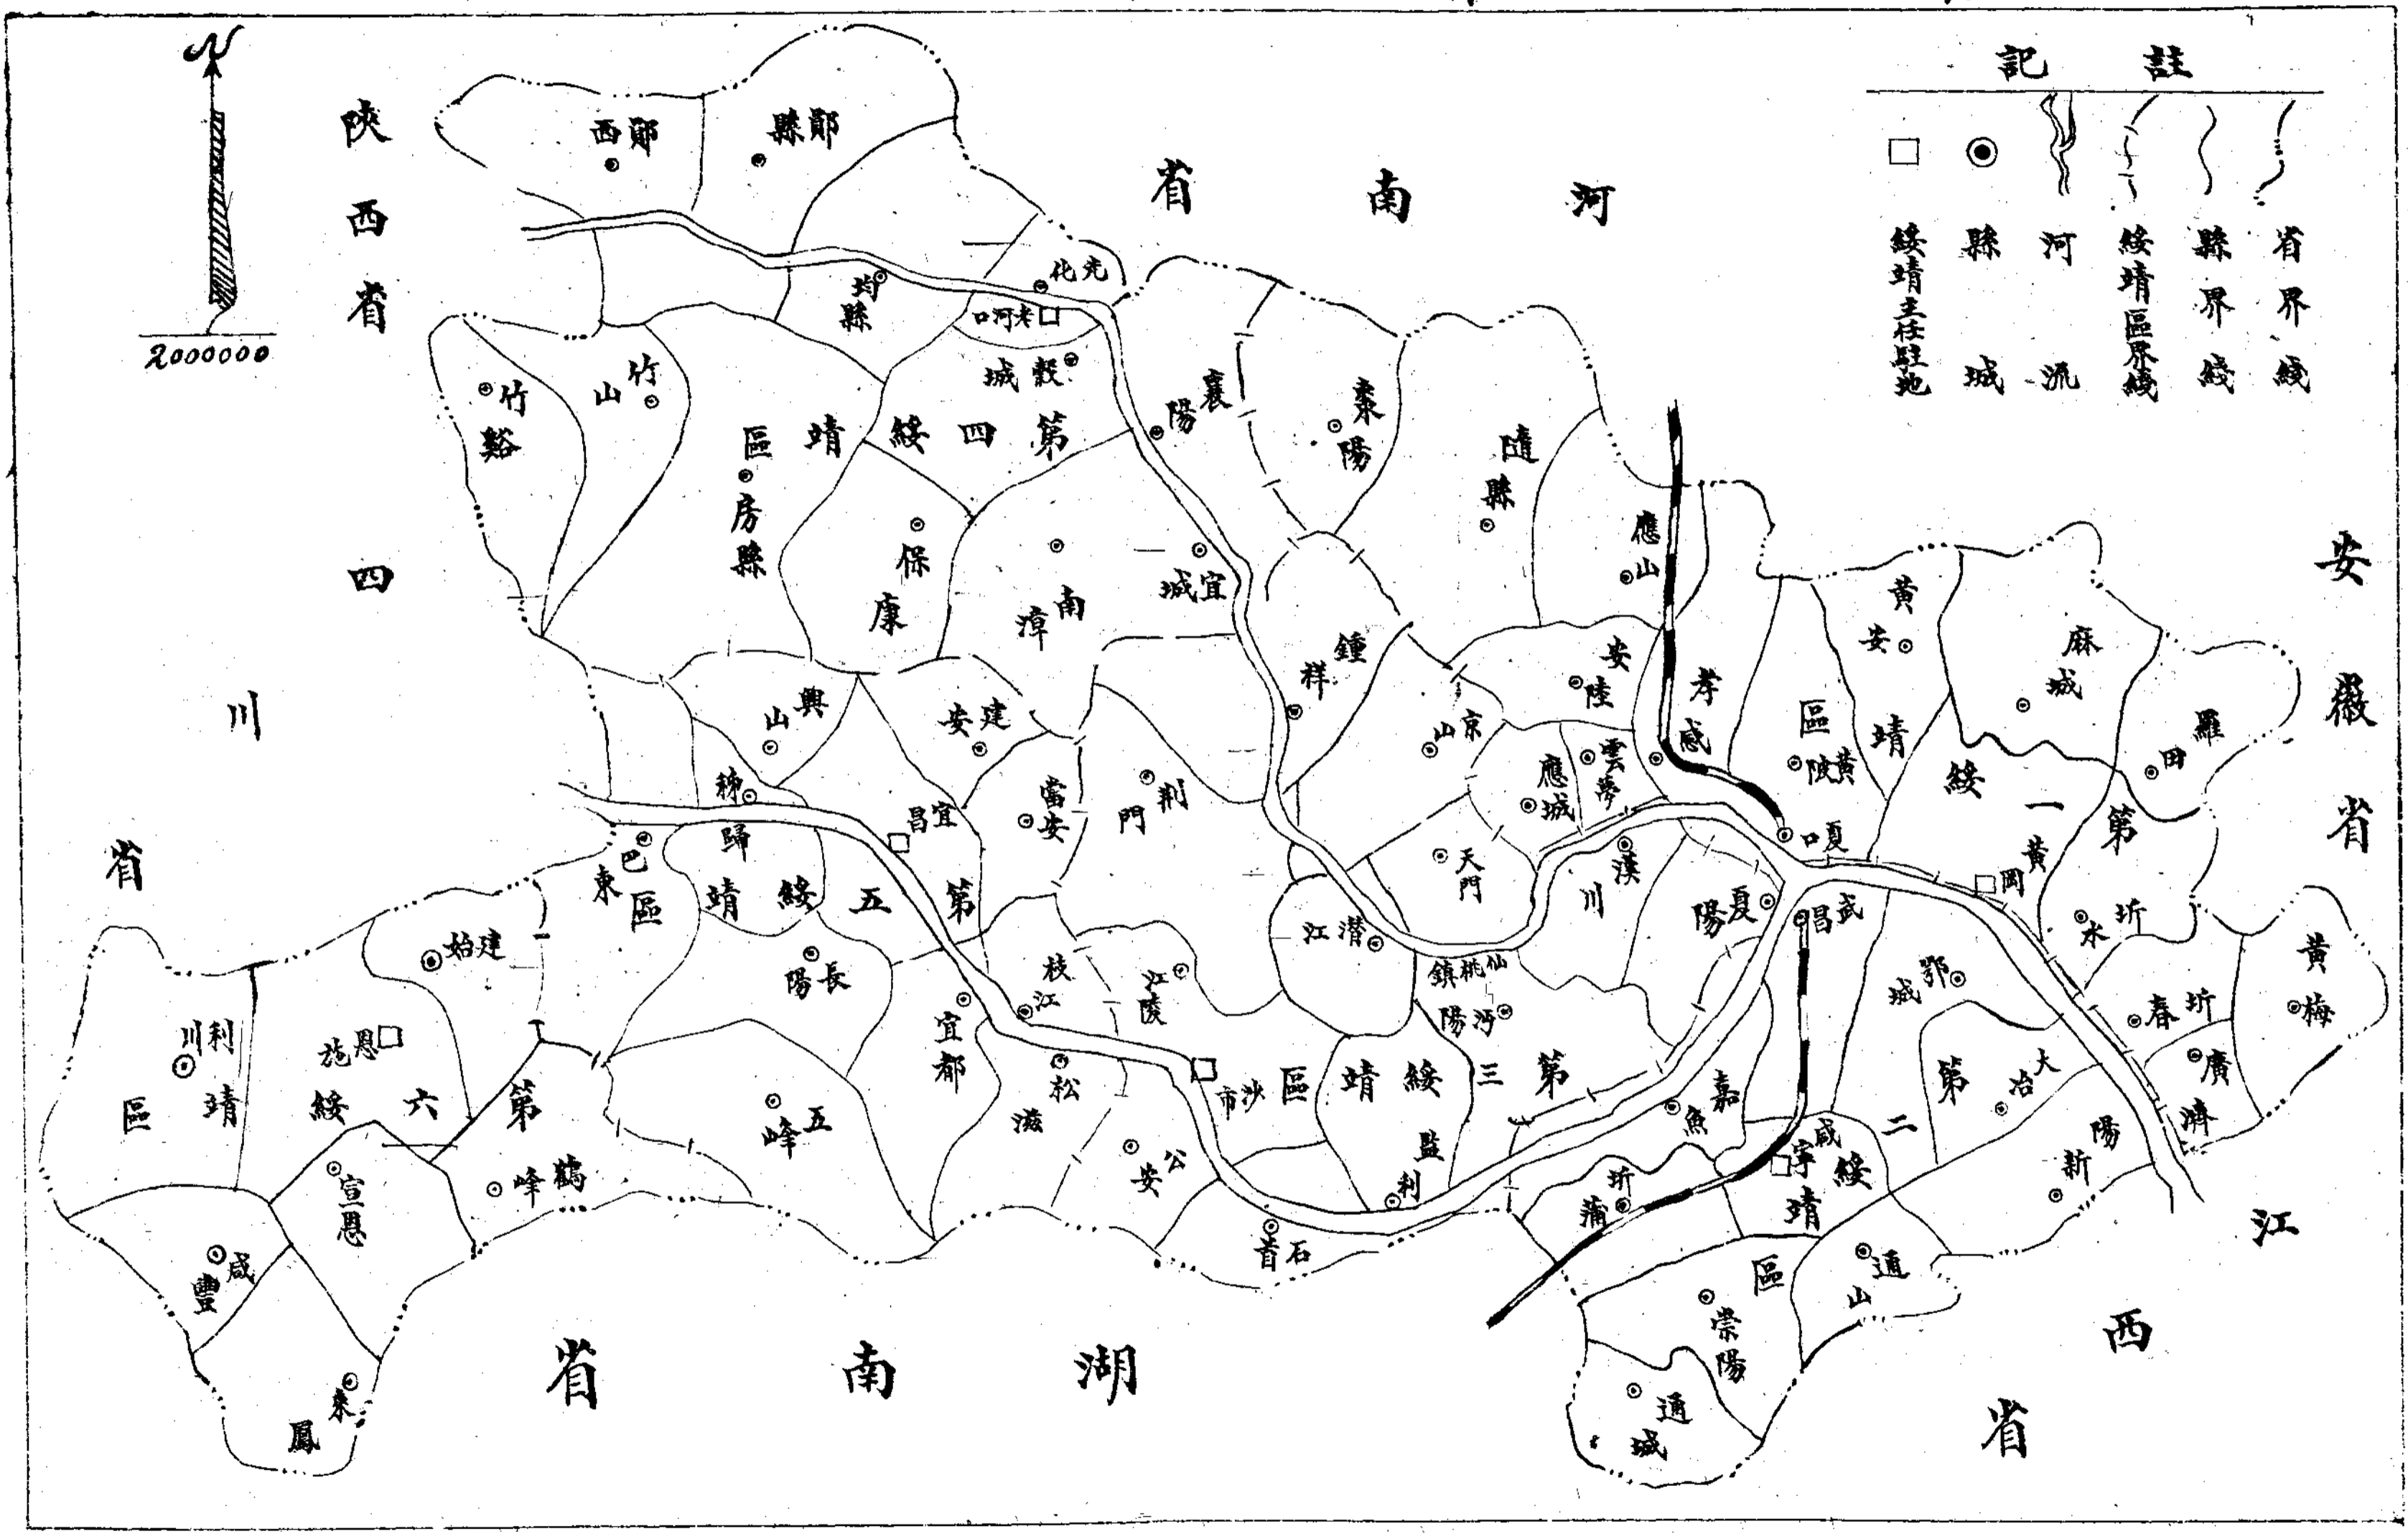 註記
省界綫
縣界綫
綏靖區界綫
河流
縣城
綏靖主任駐地
N
2000000
陝西省
河南省
安徽省
江西省
湖南省
四川省
第一綏靖區
第二綏靖區
第三綏靖區
第四綏靖區
第五綏靖區
第六綏靖區
鄖西
鄖縣
均縣
光化
老河口
穀城
竹谿
竹山
房縣
保康
南漳
宜城
襄陽
棗陽
隨縣
應山
鍾祥
京山
安陸
孝感
雲夢
應城
黃陂
黃安
麻城
羅田
黃岡
圻水
圻春
廣濟
黃梅
夏口
漢川
天門
夏陽
武昌
鄂城
大冶
陽新
咸寧
嘉魚
蒲圻
崇陽
通城
通山
潛江
仙桃鎮
沔陽
監利
石首
公安
沙市
江陵
枝江
松滋
宜都
荊門
當安
建安
興山
秭歸
宜昌
巴東
長陽
五峰
鶴峰
建始
恩施
利川
宣恩
咸豐
來鳳